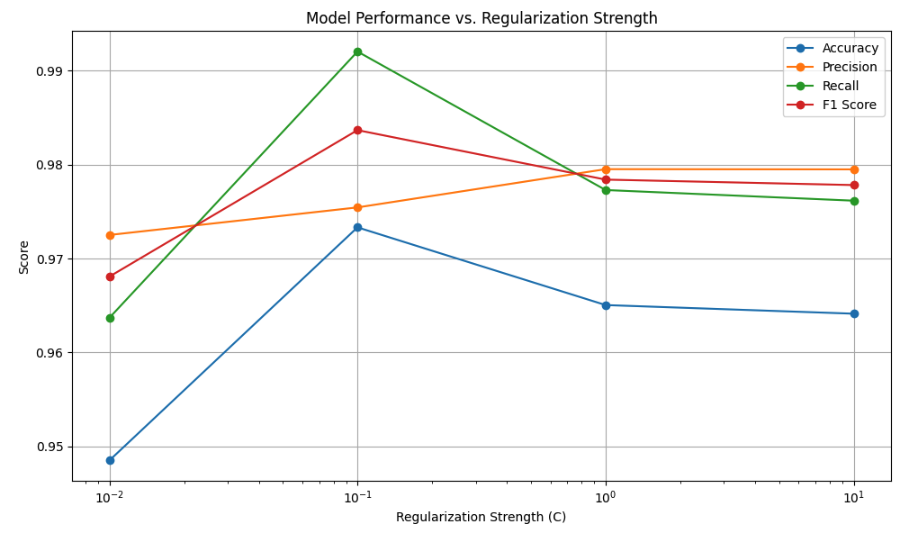 Model Performance vs. Regularization Strength
Accuracy
Precision
Recall
F1 Score
0.99
0.98
0.97
0.96
0.95
Score
10⁻² 10⁻¹ 10⁰ 10¹
Regularization Strength (C)